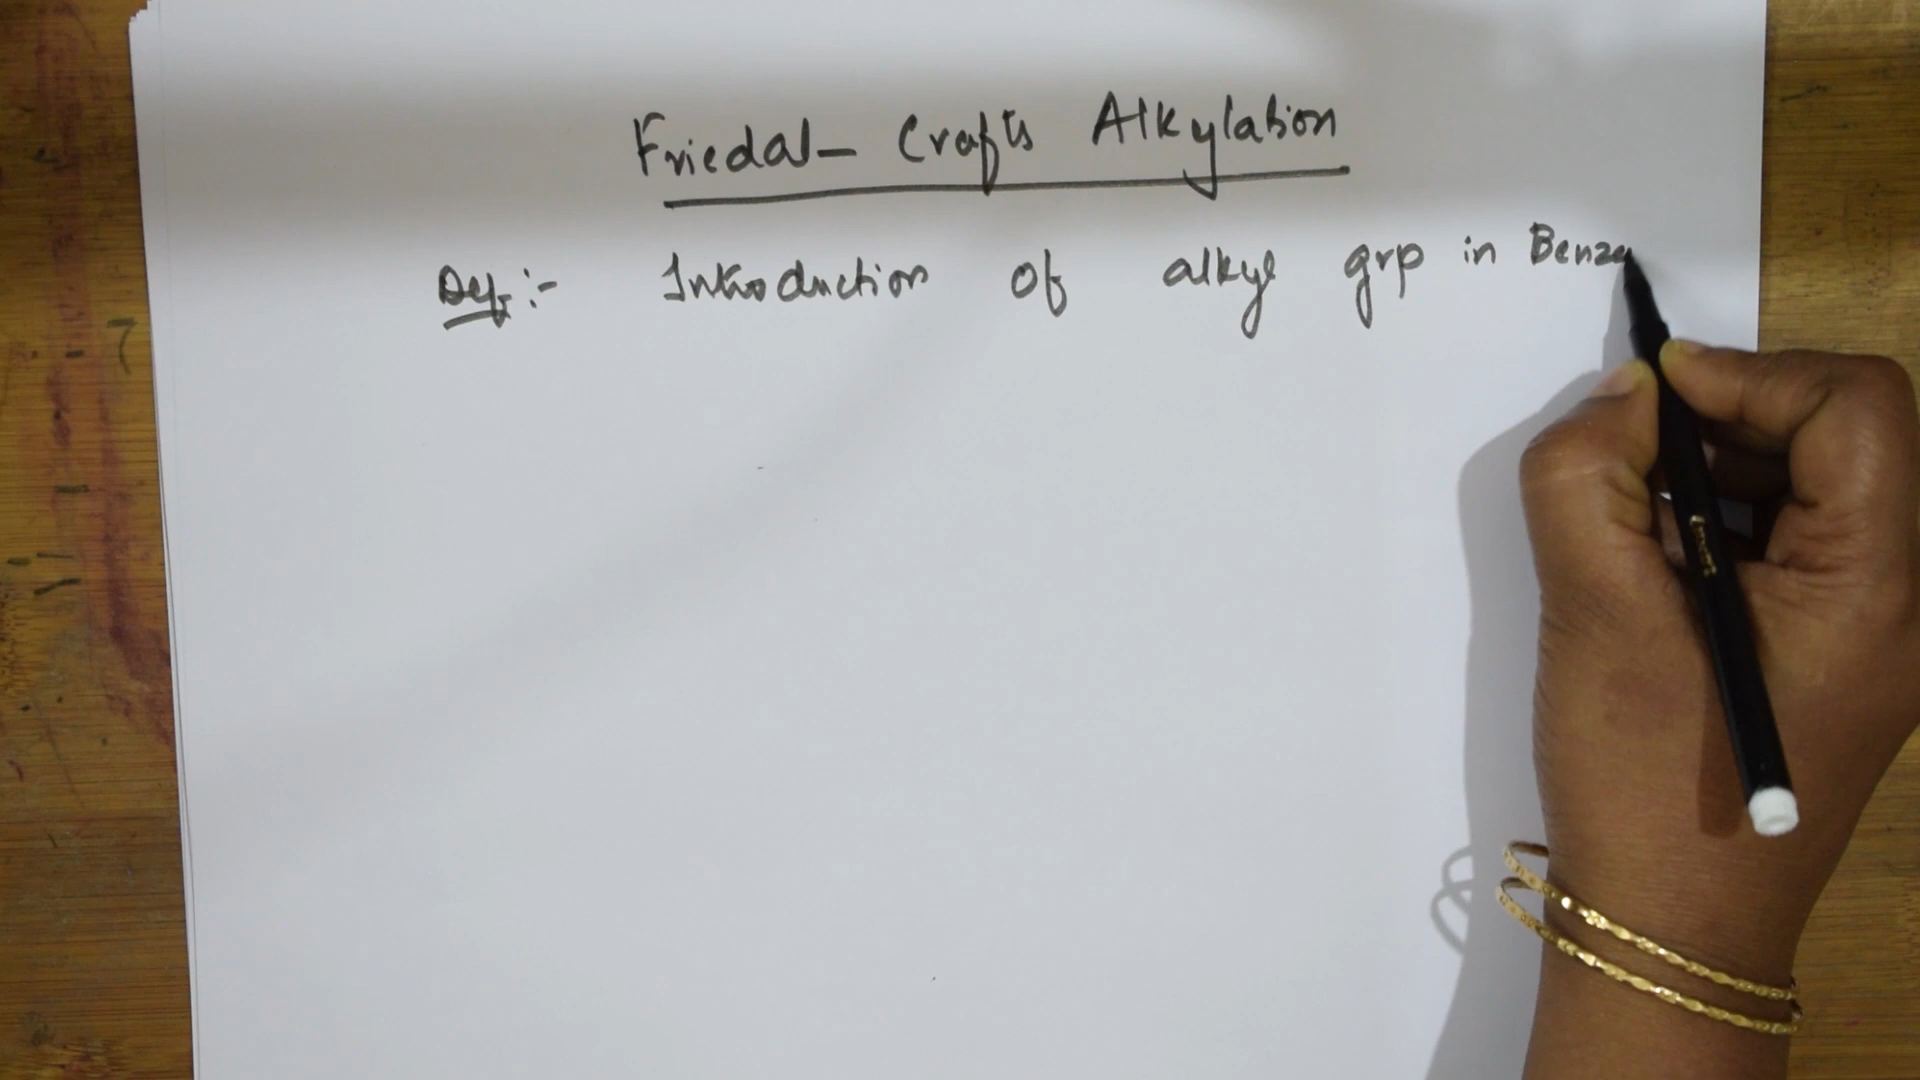 Friedal- Crafts Alkylation
Def:- Introduction of alkyl grp in Benze